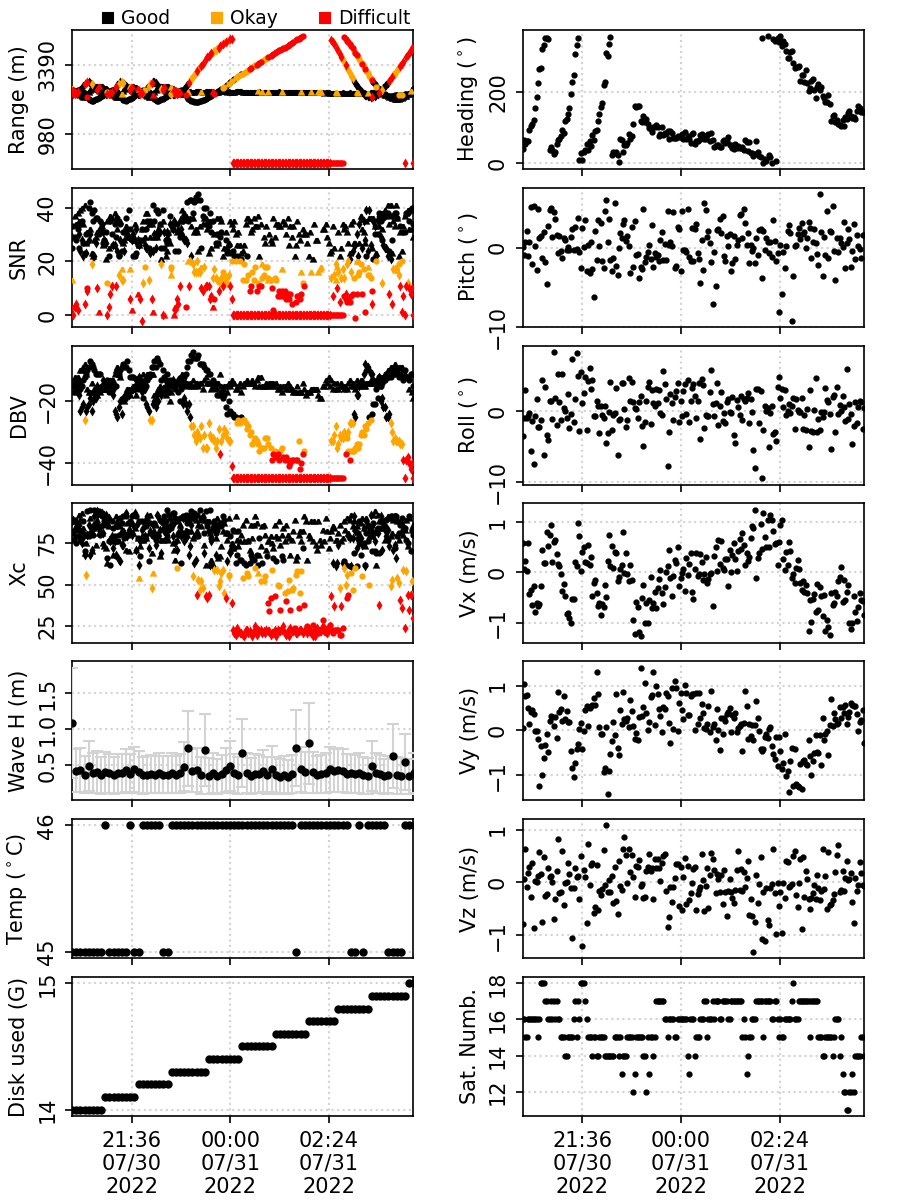 Good Okay Difficult
Range (m)
3390
980
Heading (°)
200
0
SNR
40
20
0
Pitch (°)
0
−10
DBV
−20
−40
Roll (°)
0
−10
Xc
75
50
25
Vx (m/s)
1
0
−1
Wave H (m)
1.5
1.0
0.5
Vy (m/s)
1
0
−1
Temp (°C)
46
45
Vz (m/s)
1
0
−1
Disk used (G)
15
14
Sat. Numb.
18
16
14
12
21:36 00:00 02:24
07/30 07/31 07/31
2022 2022 2022
21:36 00:00 02:24
07/30 07/31 07/31
2022 2022 2022